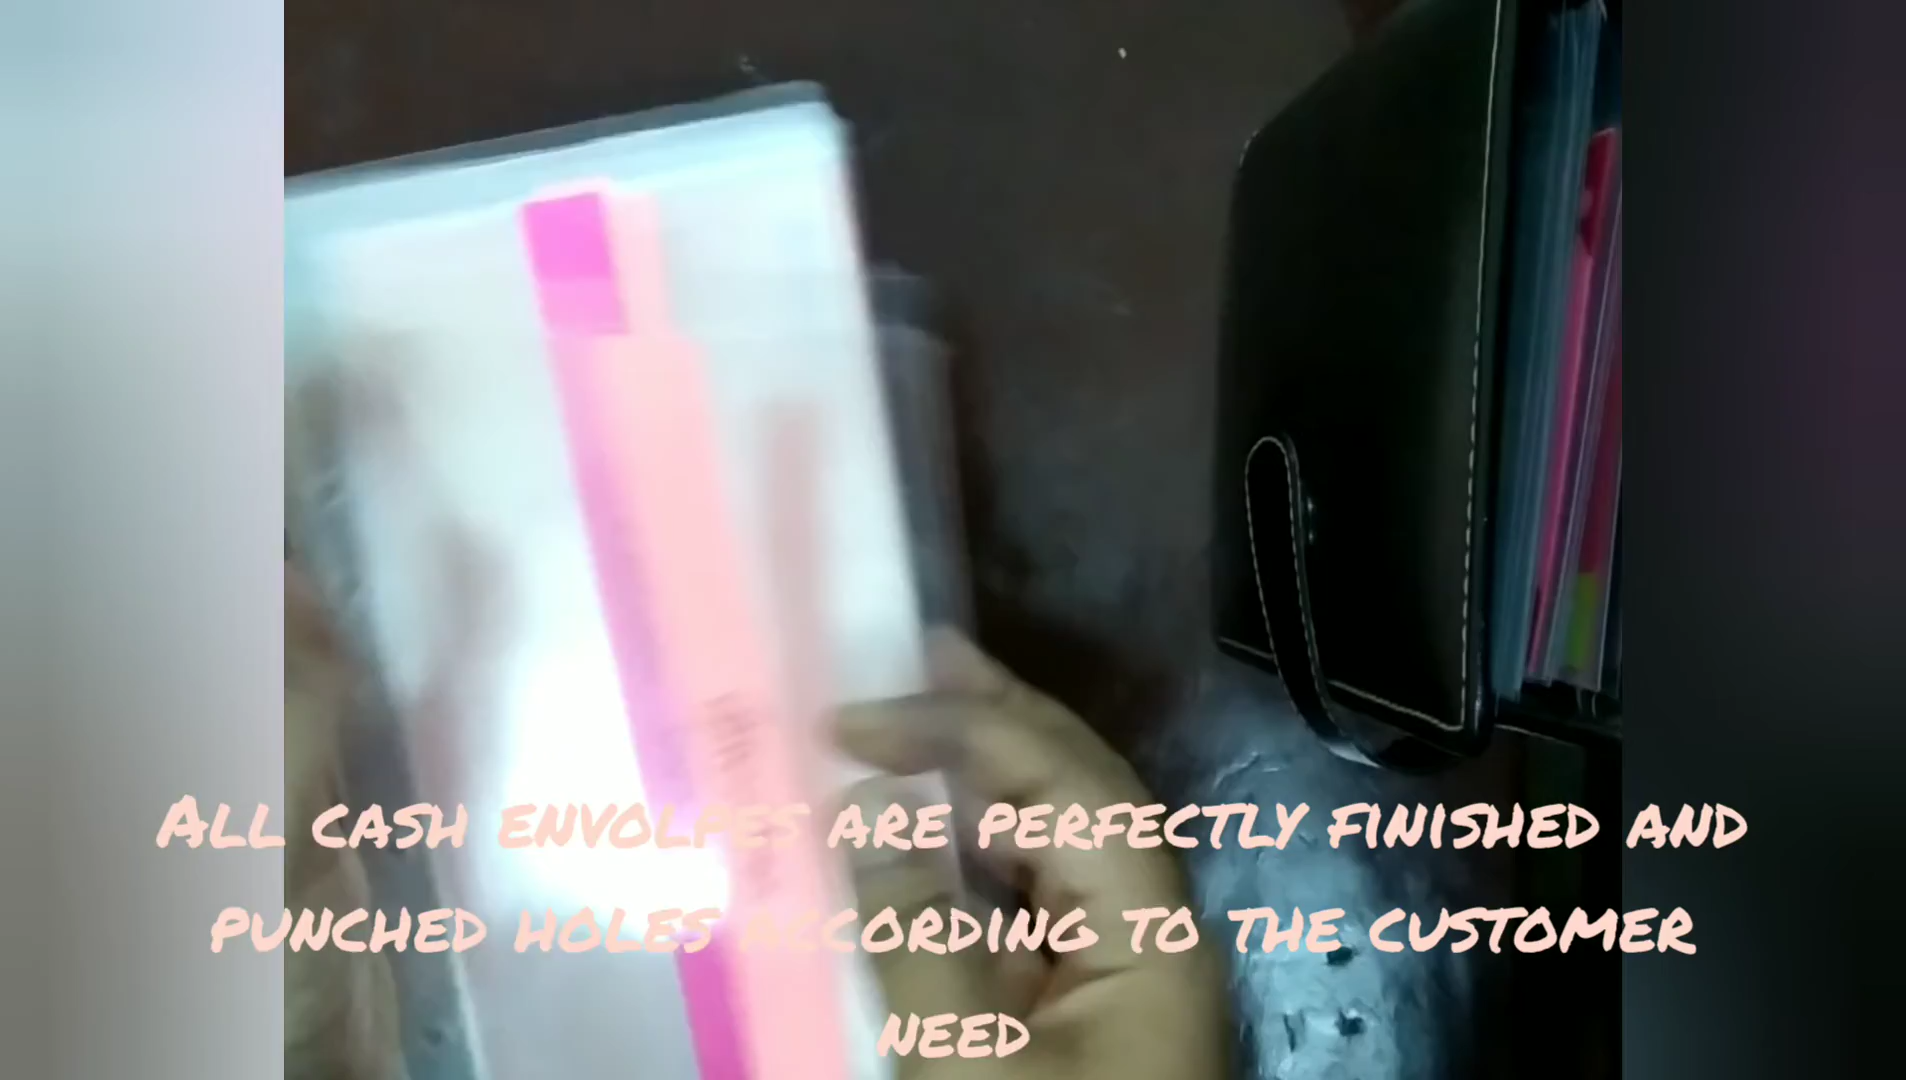 All cash envolpes are perfectly finished and
punched holes according to the customer
need